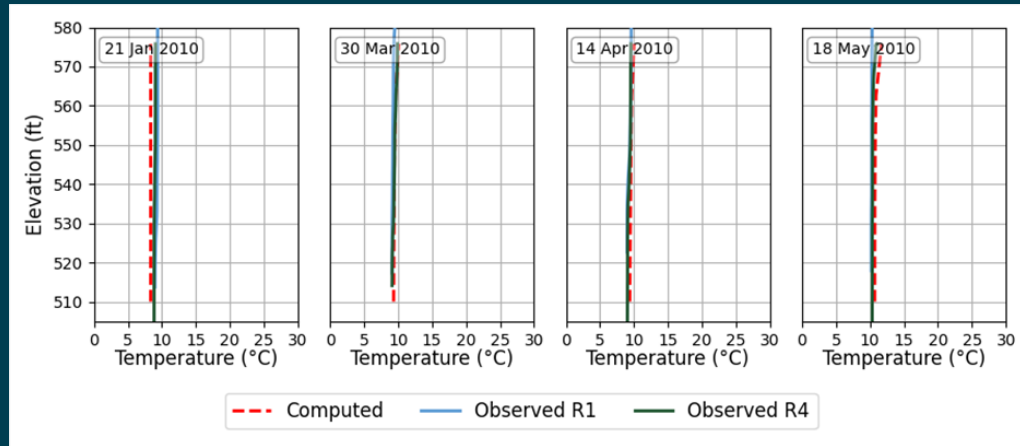 580
570
560
550
540
530
520
510
Elevation (ft)
21 Jan 2010
0 5 10 15 20 25 30
Temperature (°C)
30 Mar 2010
0 5 10 15 20 25 30
Temperature (°C)
14 Apr 2010
0 5 10 15 20 25 30
Temperature (°C)
18 May 2010
0 5 10 15 20 25 30
Temperature (°C)
Computed
Observed R1
Observed R4